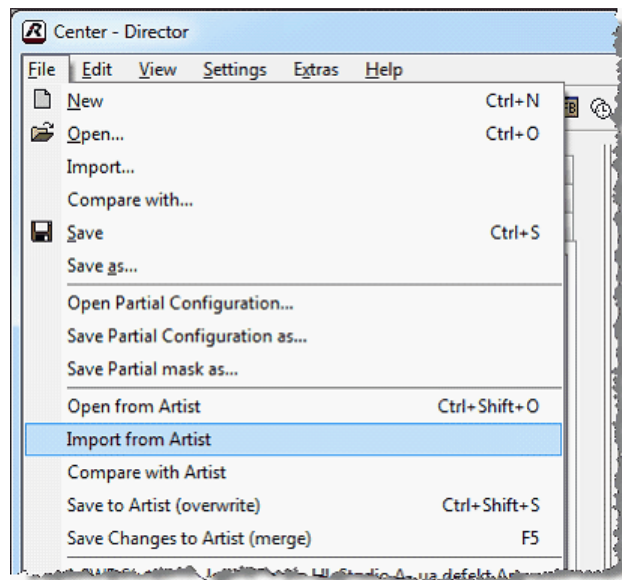 Center - Director
File Edit View Settings Extras Help
New Ctrl+N
Open... Ctrl+O
Import...
Compare with...
Save Ctrl+S
Save as...
Open Partial Configuration...
Save Partial Configuration as...
Save Partial mask as...
Open from Artist Ctrl+Shift+O
Import from Artist
Compare with Artist
Save to Artist (overwrite) Ctrl+Shift+S
Save Changes to Artist (merge) F5